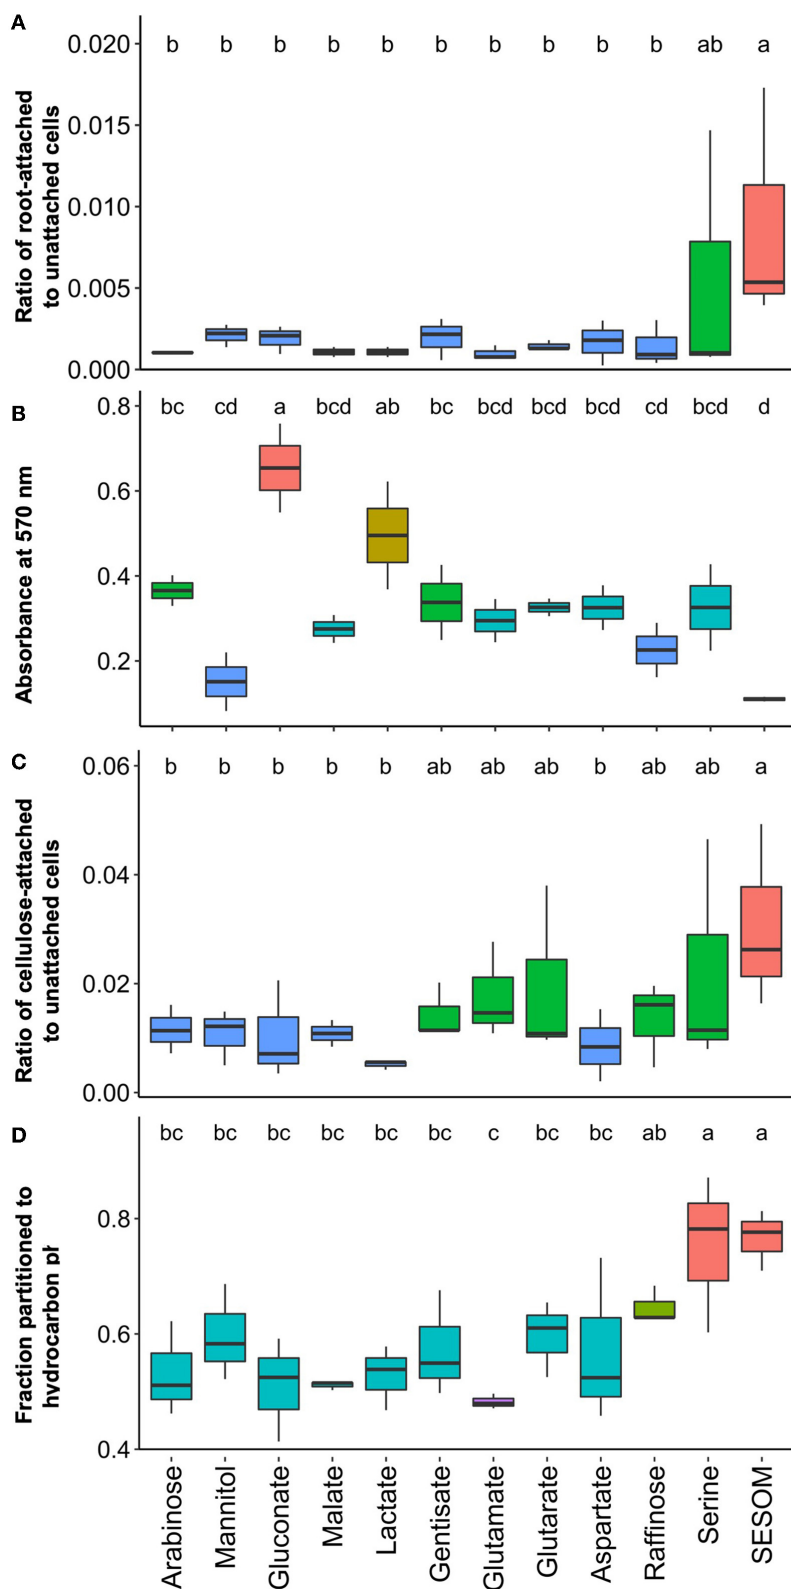 A
Ratio of root-attached
to unattached cells
0.020
0.015
0.010
0.005
0.000
b b b b b b b b b b ab a
B
Absorbance at 570 nm
0.8
0.6
0.4
0.2
bc cd a bcd ab bc bcd bcd bcd cd bcd d
C
Ratio of cellulose-attached
to unattached cells
0.06
0.04
0.02
0.00
b b b b b ab ab ab b ab ab a
D
Fraction partitioned to
hydrocarbon
0.8
0.6
0.4
bc bc bc bc bc bc c bc bc ab a a
Arabinose
Mannitol
Gluconate
Malate
Lactate
Gentisate
Glutamate
Glutarate
Aspartate
Raffinose
Serine
SESOM